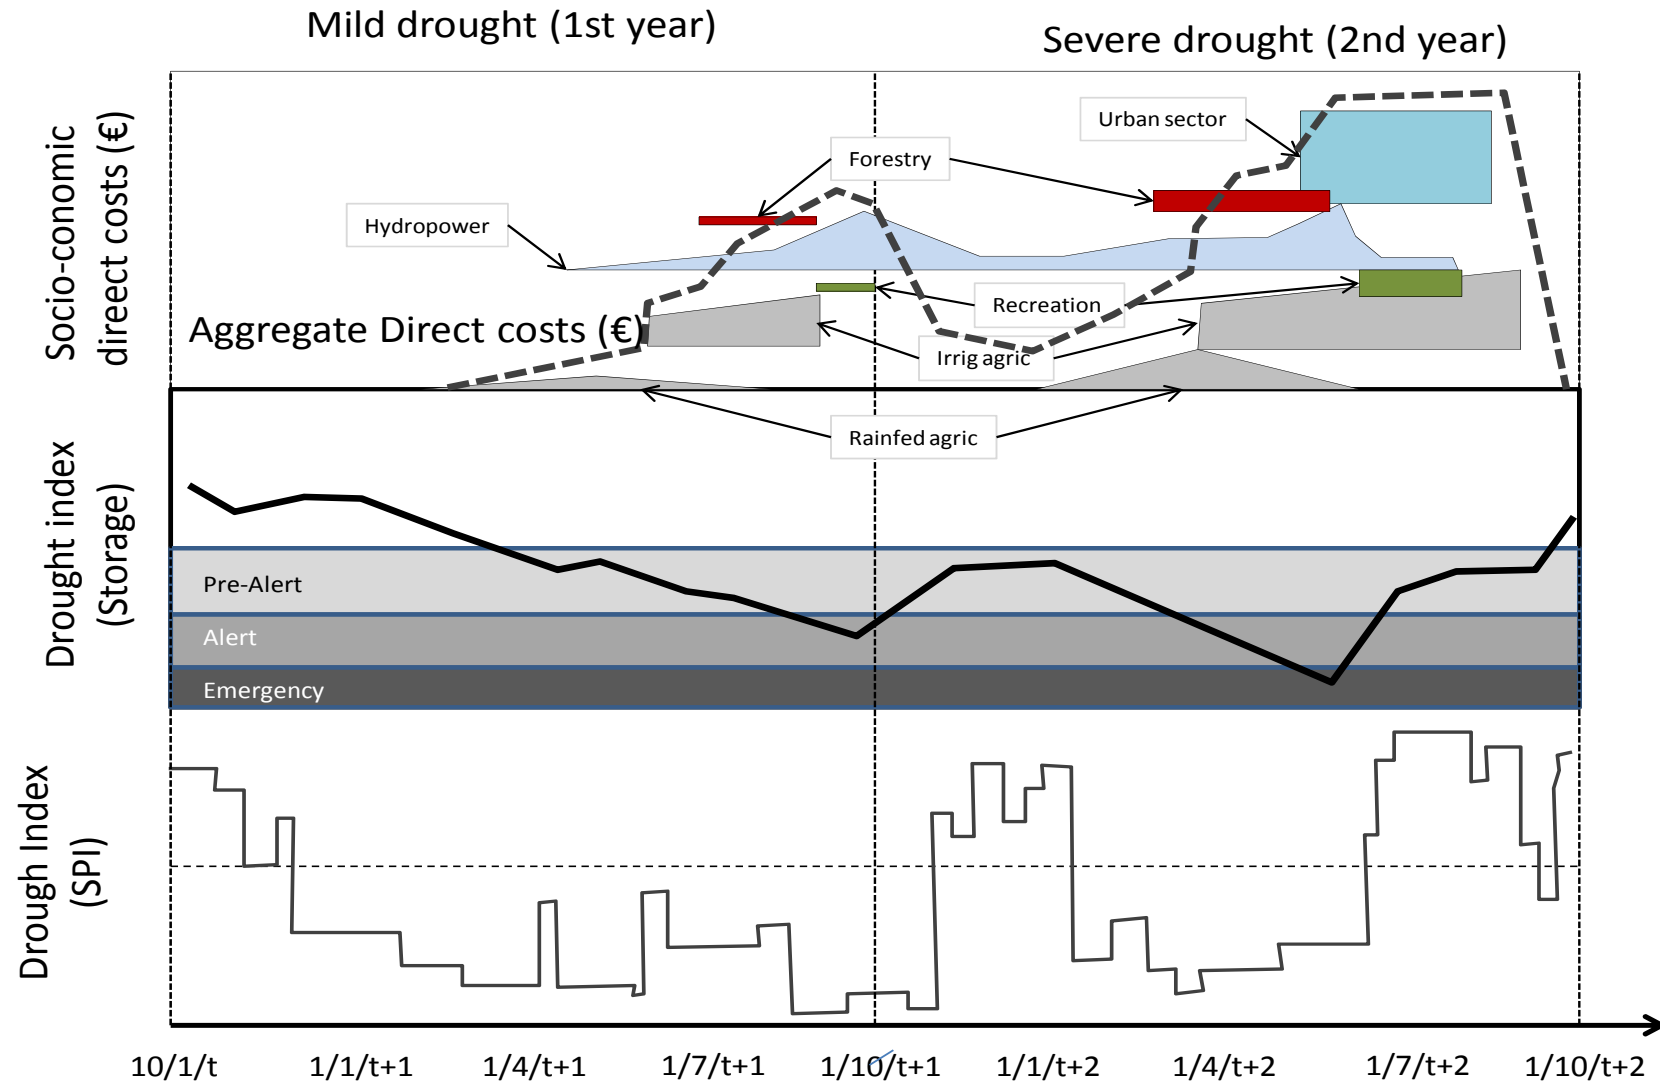 Mild drought (1st year)
Severe drought (2nd year)
Socio-conomic
direect costs (€)
Urban sector
Forestry
Hydropower
Recreation
Aggregate Direct costs (€)
Irrig agric
Rainfed agric
Drought index
(Storage)
Pre-Alert
Alert
Emergency
Drough Index
(SPI)
10/1/t
1/1/t+1
1/4/t+1
1/7/t+1
1/10/t+1
1/1/t+2
1/4/t+2
1/7/t+2
1/10/t+2